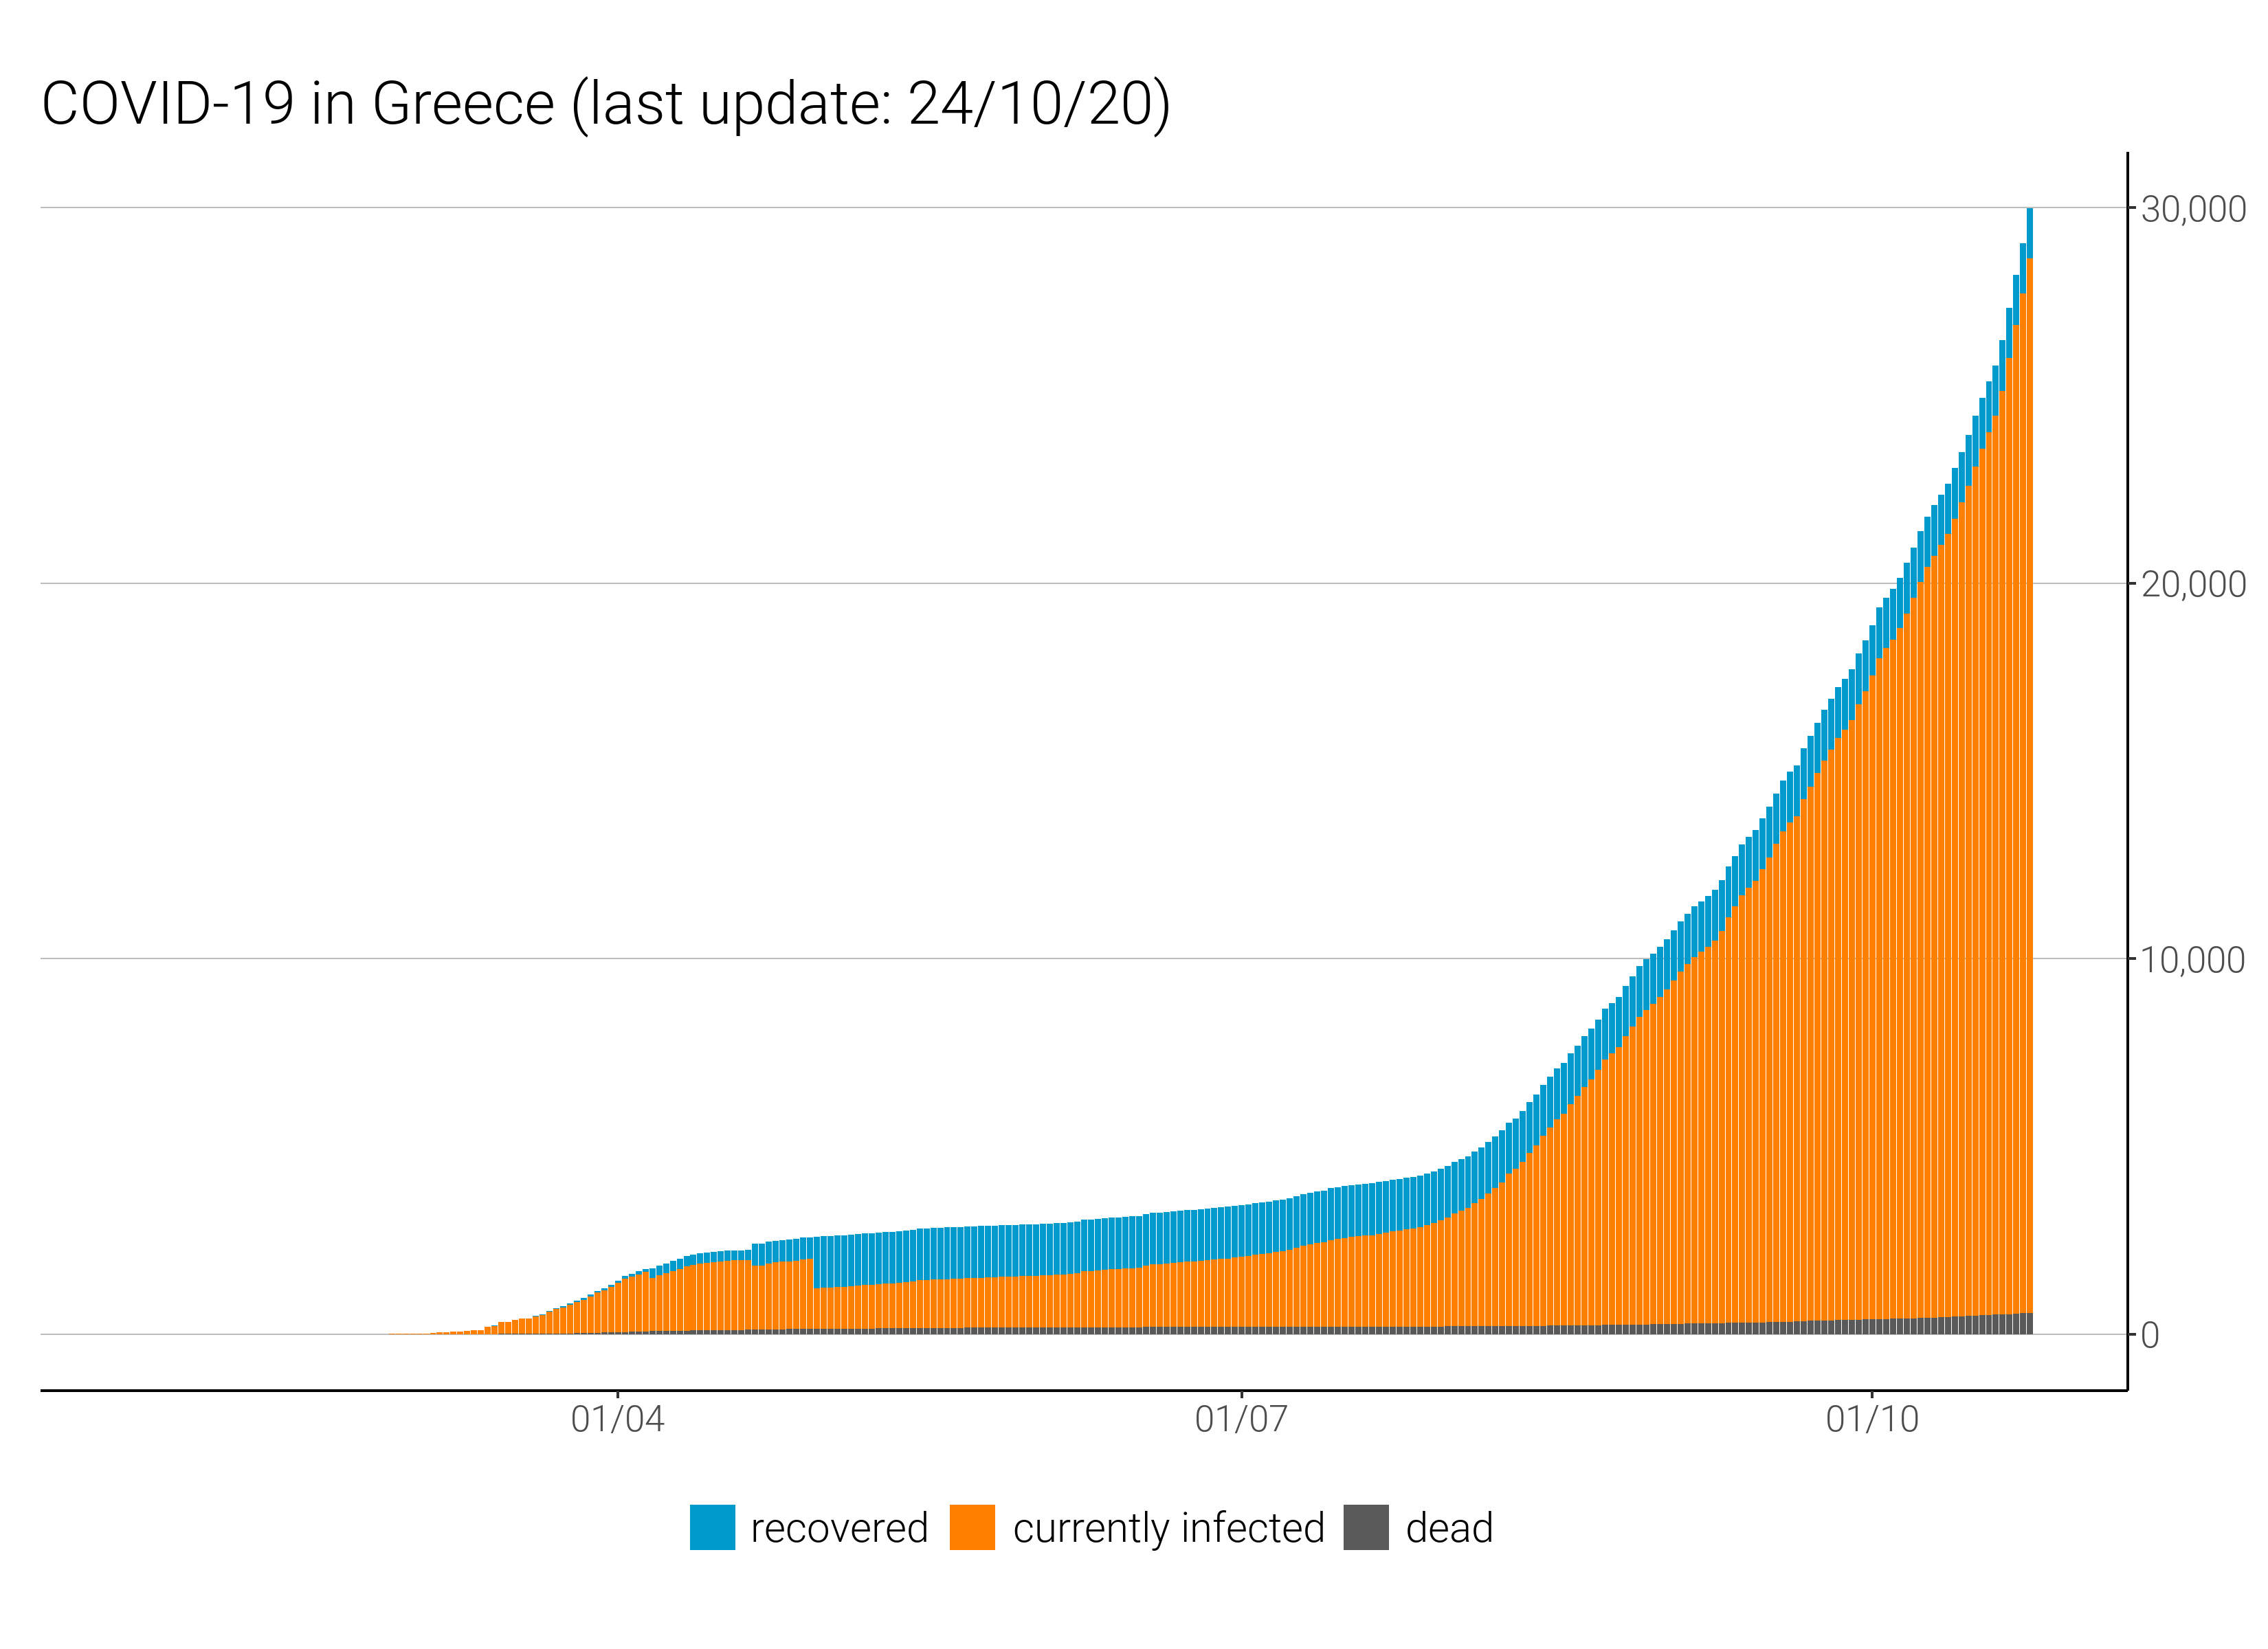 COVID-19 in Greece (last update: 24/10/20)
30,000
20,000
10,000
0
01/04 01/07 01/10
recovered currently infected dead